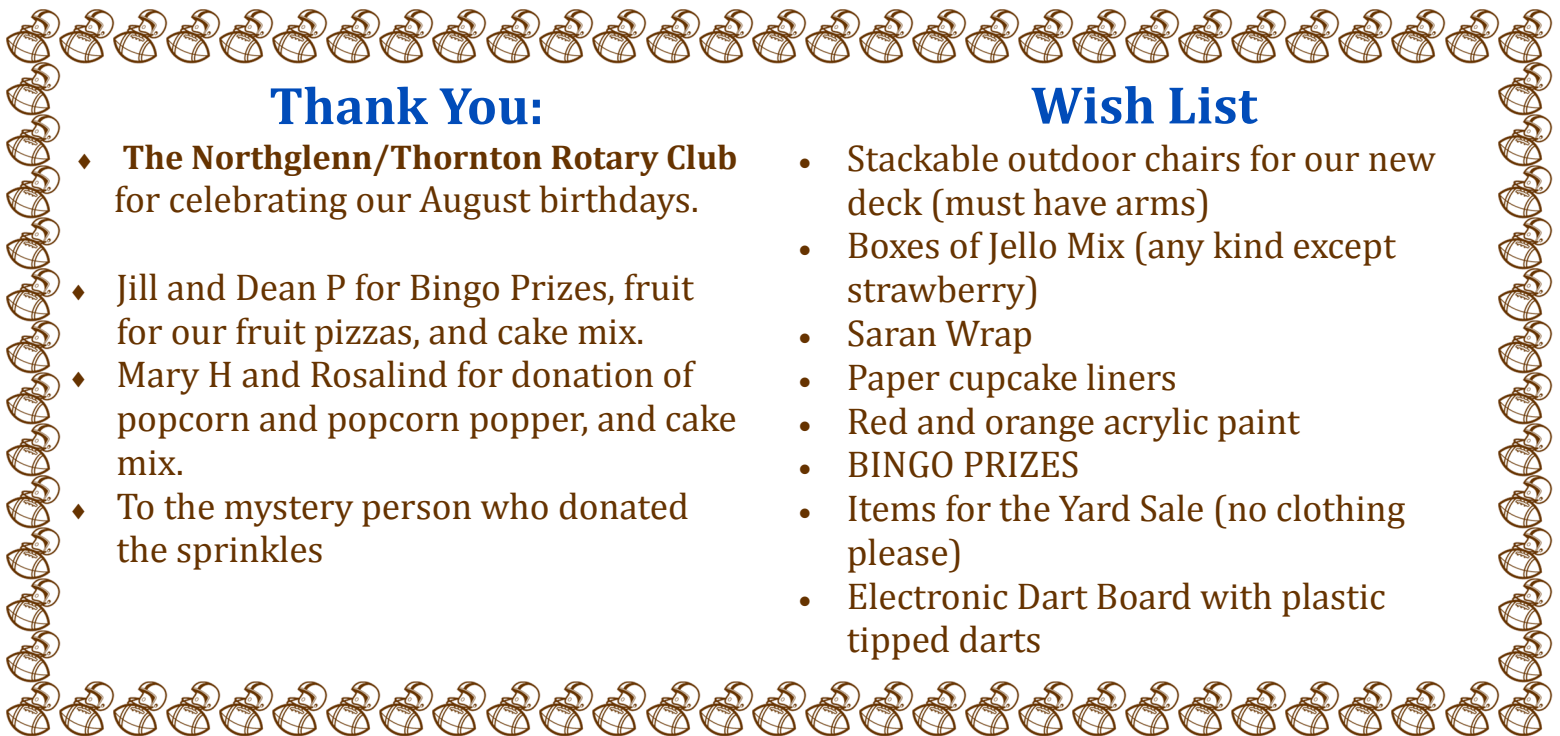 Thank You:
♦ The Northglenn/Thornton Rotary Club
for celebrating our August birthdays.
♦ Jill and Dean P for Bingo Prizes, fruit
for our fruit pizzas, and cake mix.
♦ Mary H and Rosalind for donation of
popcorn and popcorn popper, and cake
mix.
♦ To the mystery person who donated
the sprinkles
Wish List
• Stackable outdoor chairs for our new
deck (must have arms)
• Boxes of Jello Mix (any kind except
strawberry)
• Saran Wrap
• Paper cupcake liners
• Red and orange acrylic paint
• BINGO PRIZES
• Items for the Yard Sale (no clothing
please)
• Electronic Dart Board with plastic
tipped darts